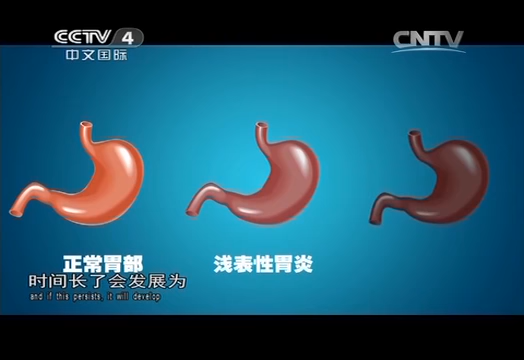 CCTV 4
中文国际
CNTV
正常胃部
浅表性胃炎
时间长了会发展为
and if this persists, it will develop